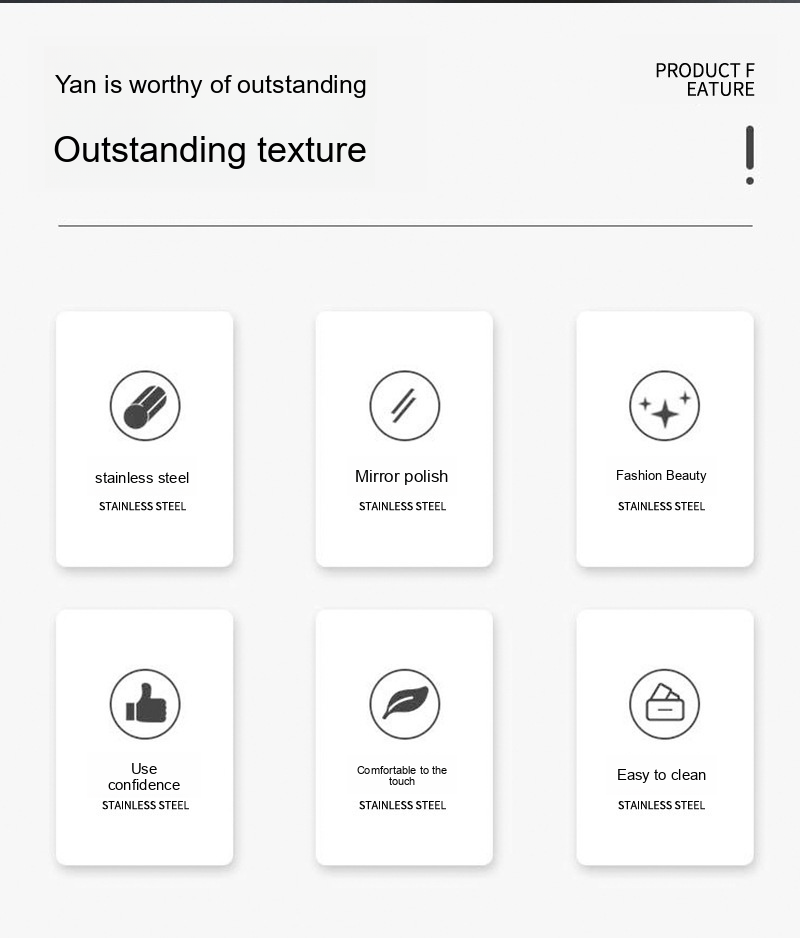 Yan is worthy of outstanding
PRODUCT F
EATURE
Outstanding texture
stainless steel
STAINLESS STEEL
Mirror polish
STAINLESS STEEL
Fashion Beauty
STAINLESS STEEL
Use
confidence
STAINLESS STEEL
Comfortable to the
touch
STAINLESS STEEL
Easy to clean
STAINLESS STEEL